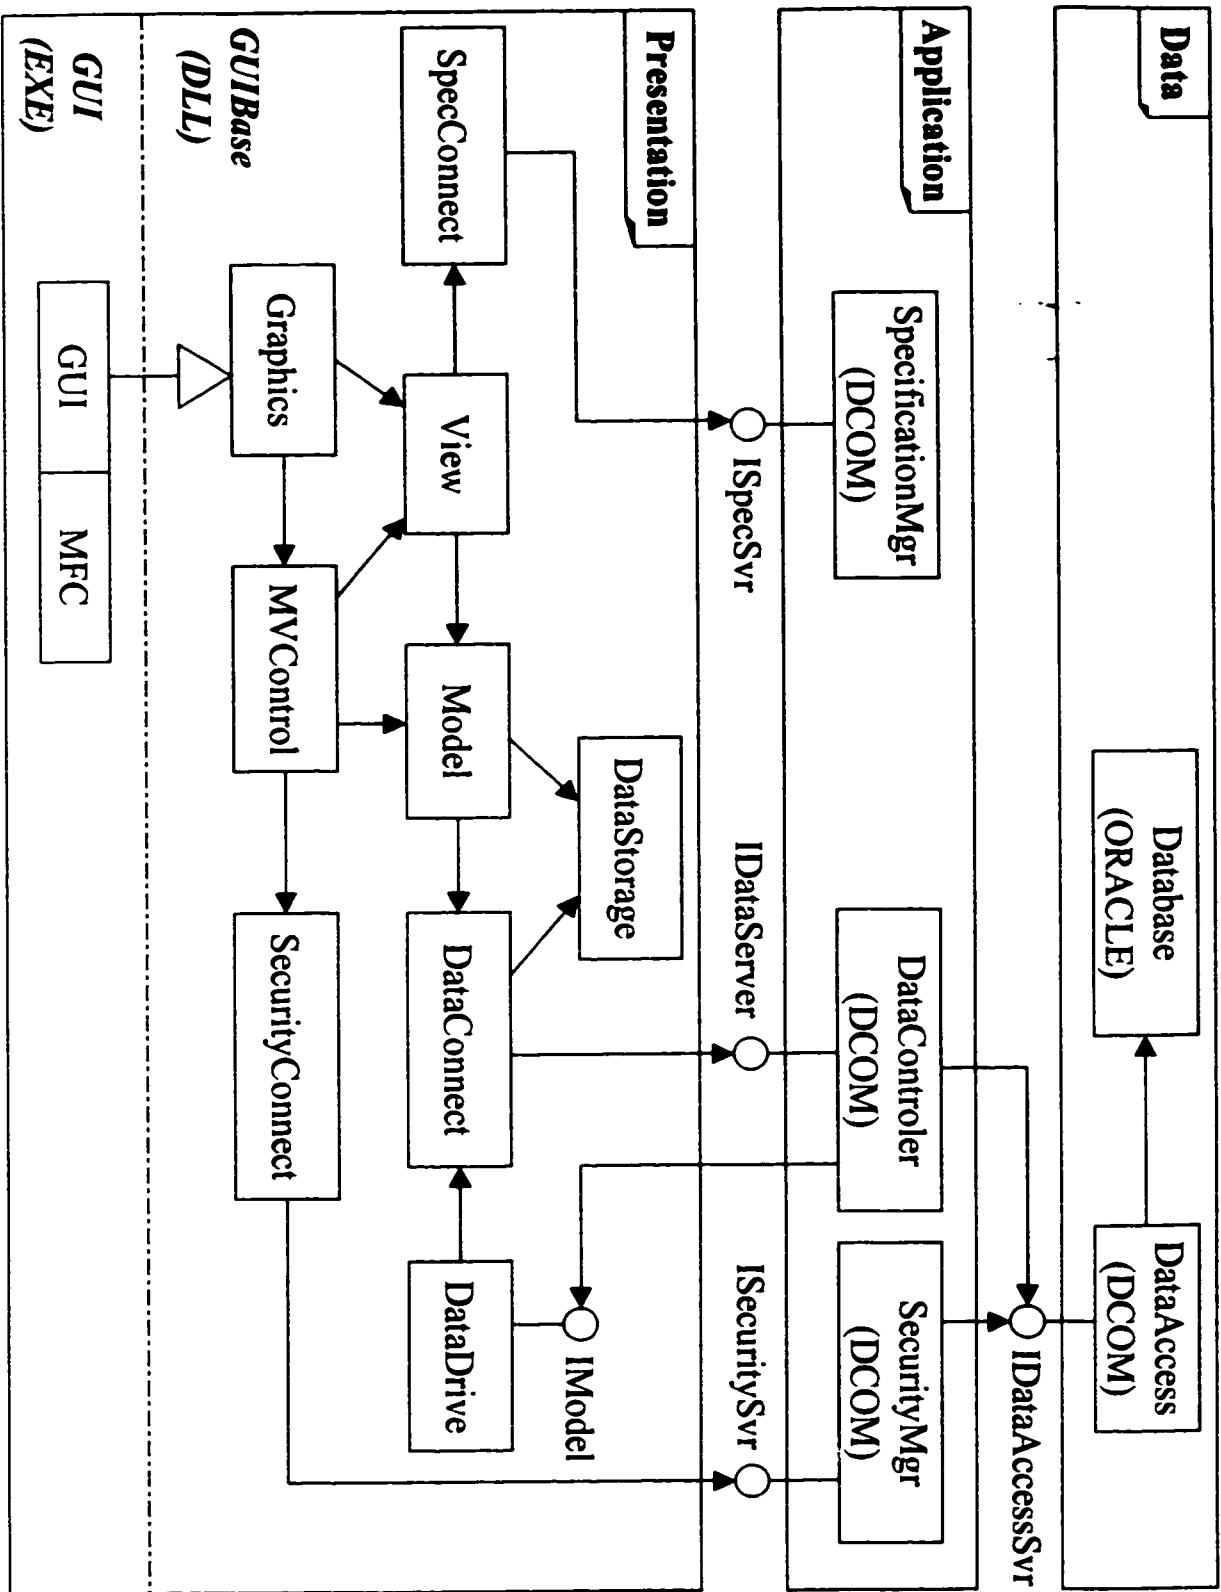 Data
Database
(ORACLE)
DataAccess
(DCOM)
IDataAccessSvr
Application
SpecificationMgr
(DCOM)
DataControler
(DCOM)
SecurityMgr
(DCOM)
ISpecSvr
IDataServer
ISecuritySvr
Presentation
DataStorage
IModel
SpecConnect
View
Model
DataConnect
DataDrive
GUIBase
(DLL)
Graphics
MVControl
SecurityConnect
GUI
(EXE)
GUI
MFC